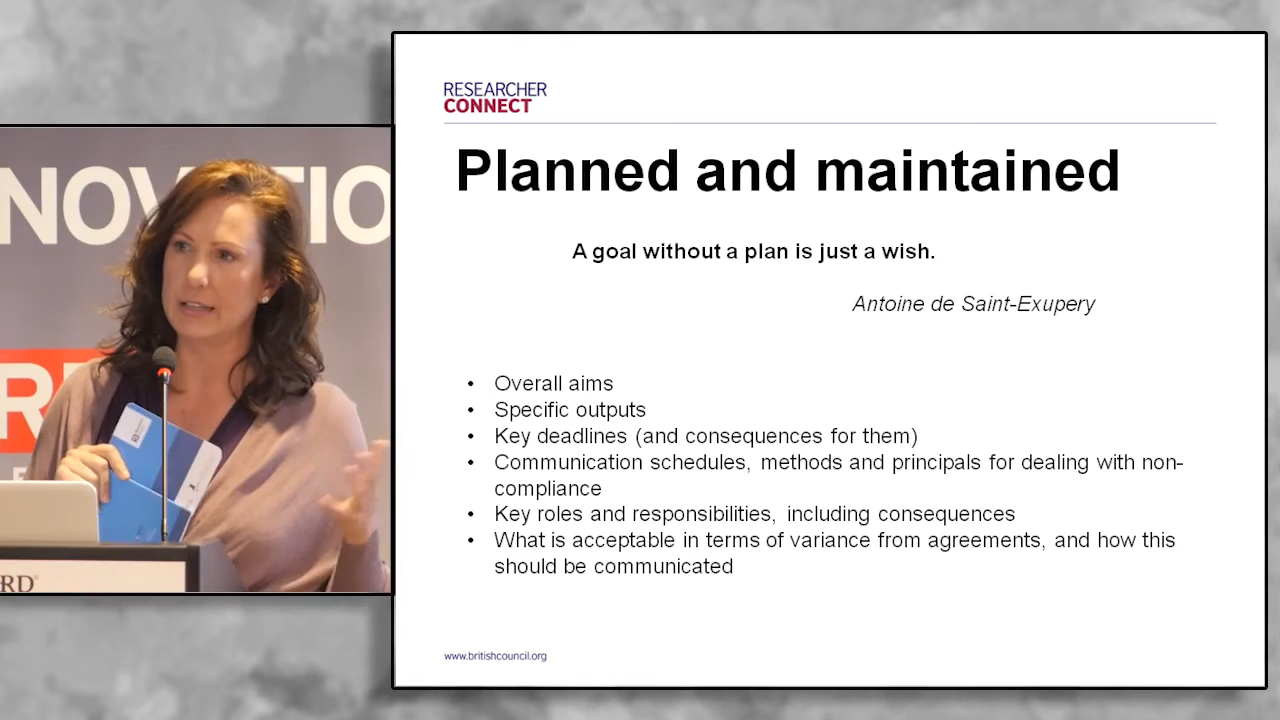 RESEARCHER
CONNECT
Planned and maintained
A goal without a plan is just a wish.
Antoine de Saint-Exupery
• Overall aims
• Specific outputs
• Key deadlines (and consequences for them)
• Communication schedules, methods and principals for dealing with non-
compliance
• Key roles and responsibilities, including consequences
• What is acceptable in terms of variance from agreements, and how this
should be communicated
www.britishcouncil.org